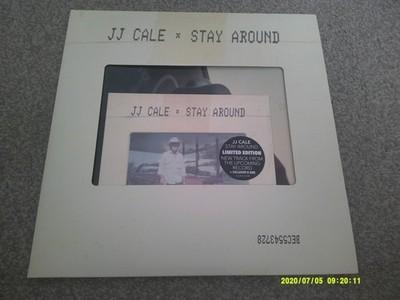 JJ CALE × STAY AROUND
JJ CALE × STAY AROUND
JJ CALE
STAY AROUND
LIMITED EDITION
NEW TRACK FROM
THE UPCOMING
RECORD
BEC5543728
2020/07/05 09:20:11